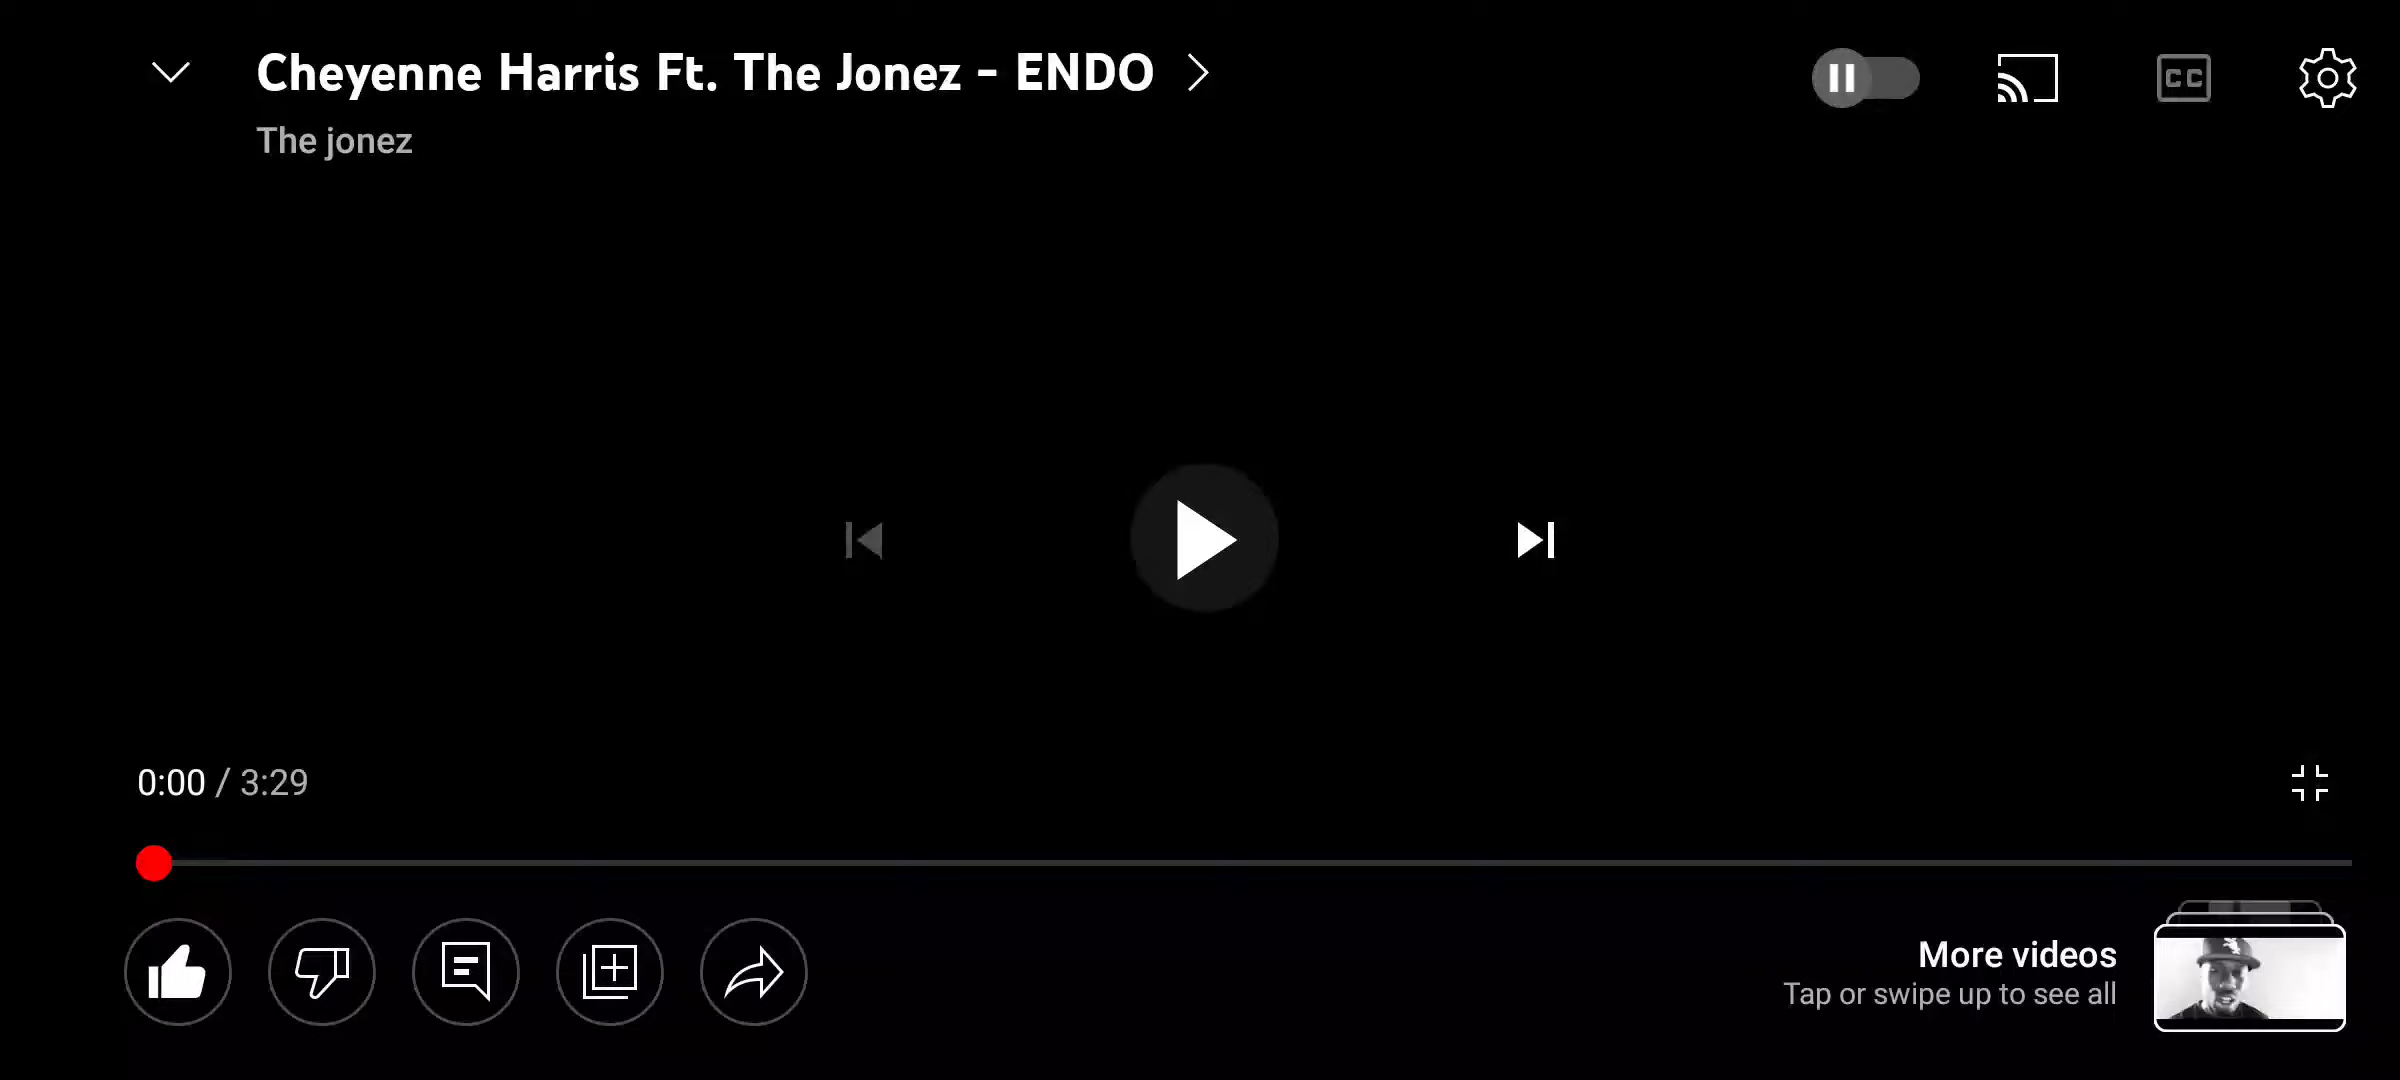 Cheyenne Harris Ft. The Jonez - ENDO
The jonez
CC
0:00 / 3:29
More videos
Tap or swipe up to see all